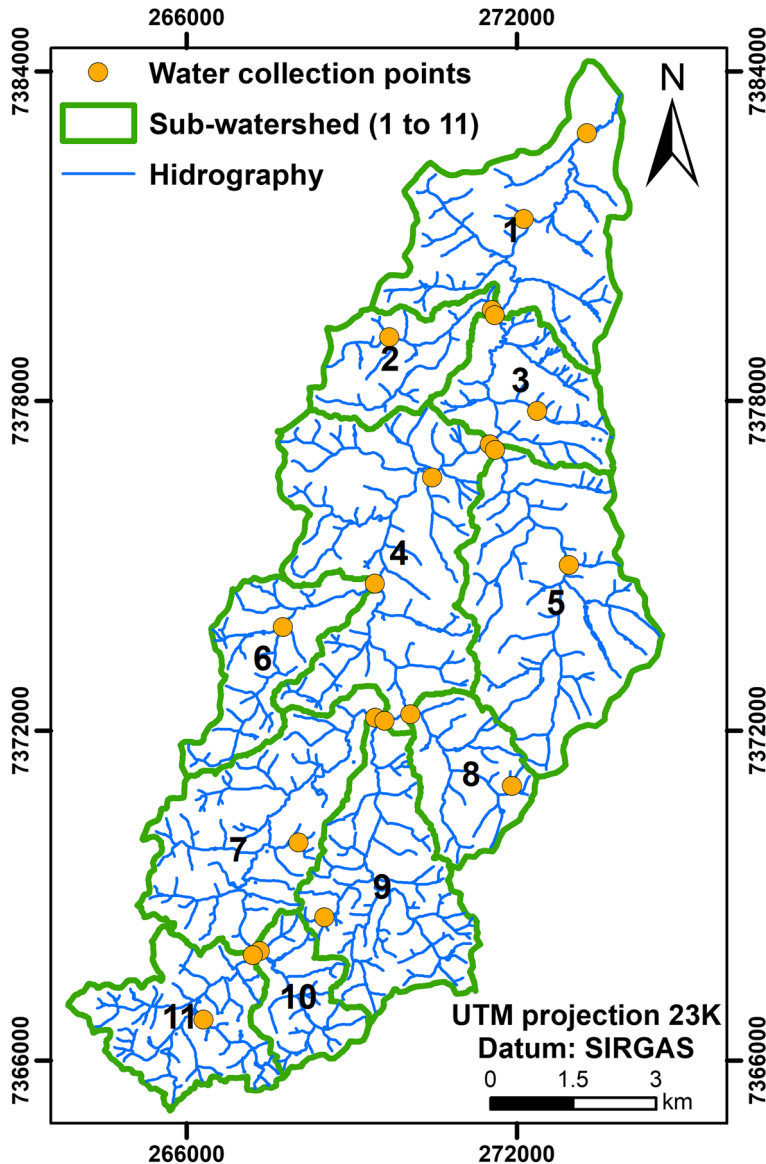 266000 272000
7384000 7384000
Water collection points
N
Sub-watershed (1 to 11)
Hidrography
1
2
3
7378000 7378000
4
5
6
7372000 7372000
8
7
9
10
11
UTM projection 23K
Datum: SIRGAS
7366000 7366000
0 1.5 3
km
266000 272000